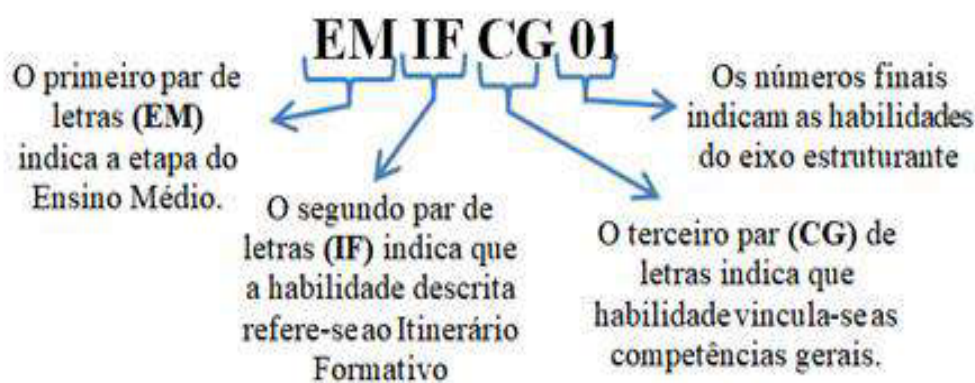 EM IF CG 01
O primeiro par de
letras (EM)
indica a etapa do
Ensino Médio.
O segundo par de
letras (IF) indica que
a habilidade descrita
refere-se ao Itinerário
Formativo
O terceiro par (CG) de
letras indica que
habilidade vincula-se as
competências gerais.
Os números finais
indicam as habilidades
do eixo estruturante